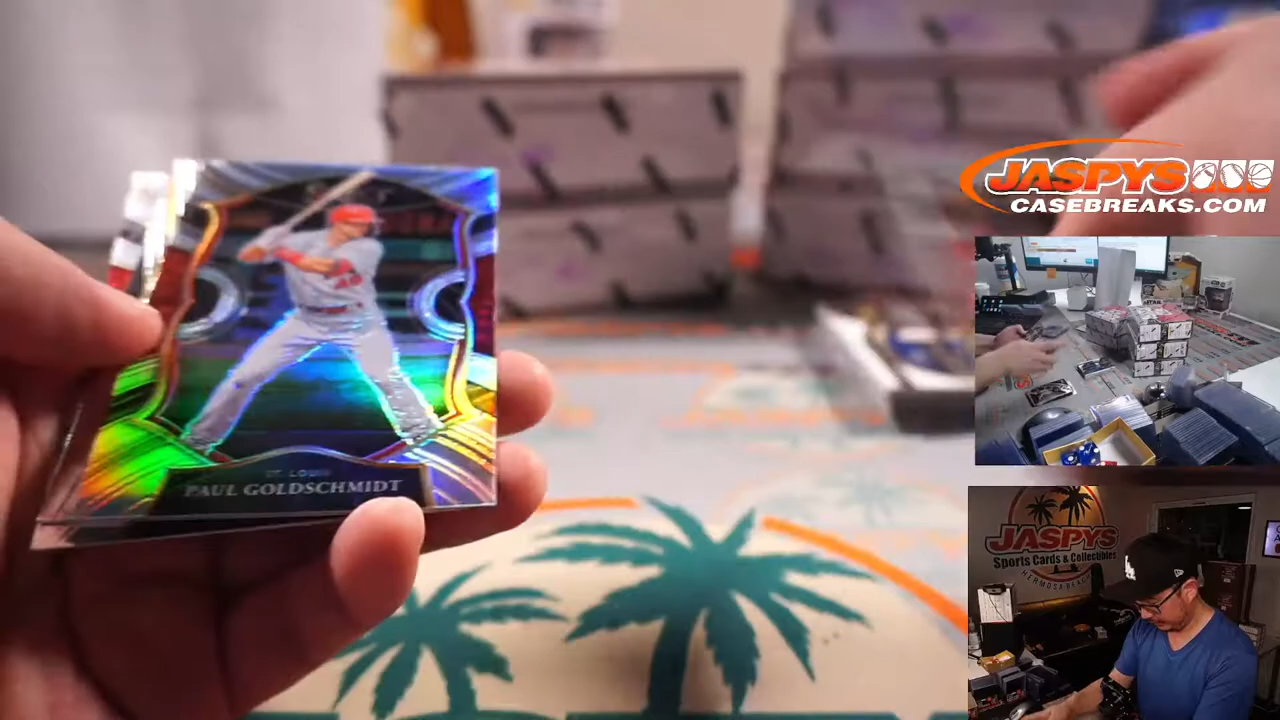 JASPYS
CASEBREAKS.COM
ST. LOUIS
PAUL GOLDSCHMIDT
JASPYS
Sports Cards & Collectibles
HERMOSA BEACH